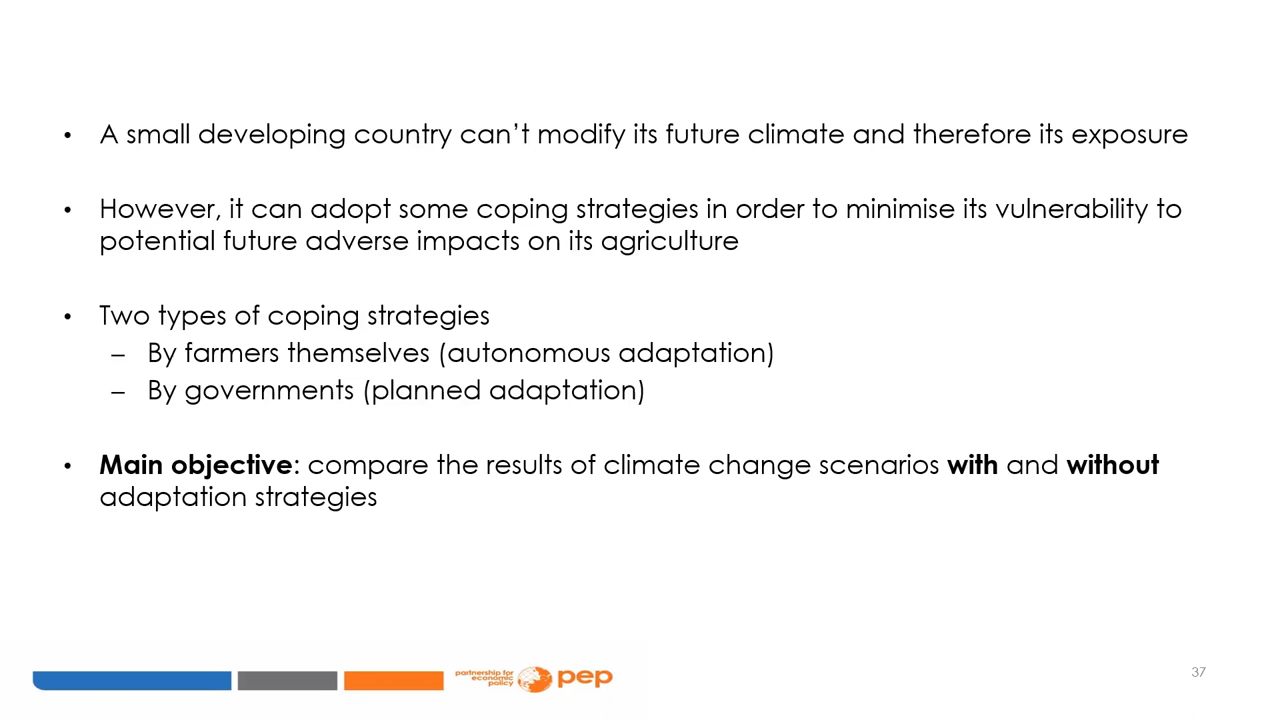 • A small developing country can’t modify its future climate and therefore its exposure
• However, it can adopt some coping strategies in order to minimise its vulnerability to
potential future adverse impacts on its agriculture
• Two types of coping strategies
– By farmers themselves (autonomous adaptation)
– By governments (planned adaptation)
• Main objective: compare the results of climate change scenarios with and without
adaptation strategies
partnership for
economic
policy
pep
37